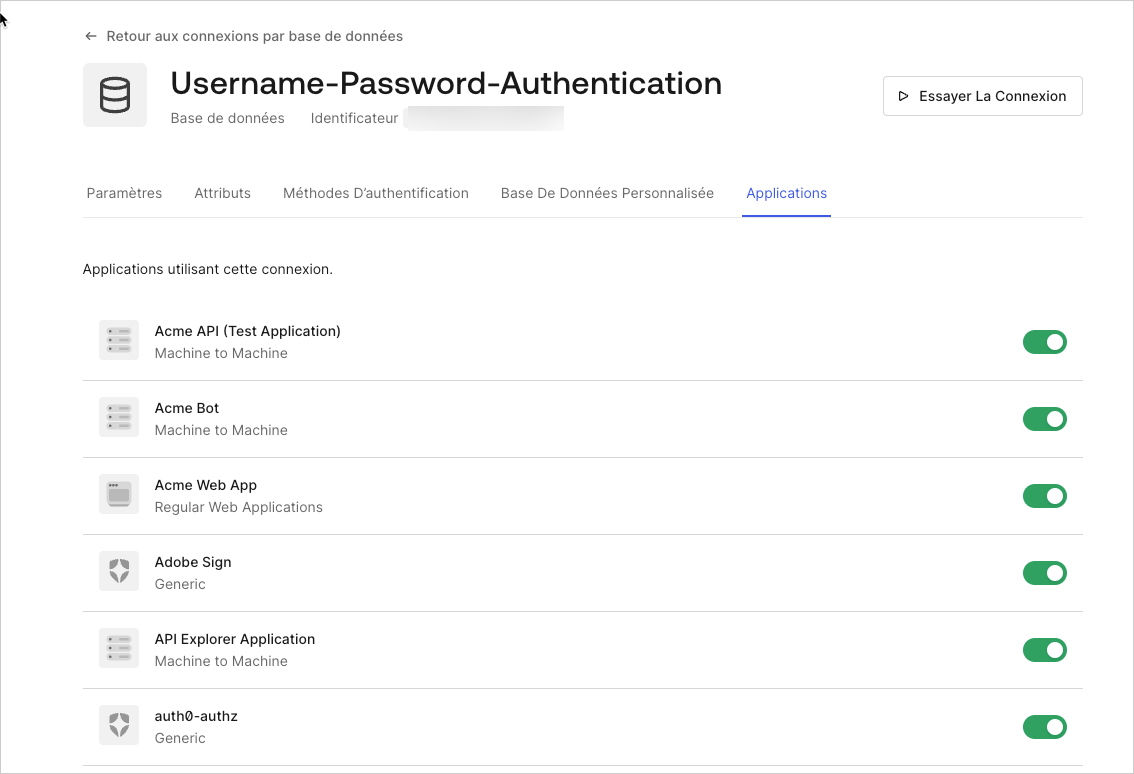 Retour aux connexions par base de données
Username-Password-Authentication
Base de données Identificateur
Essayer La Connexion
Paramètres Attributs Méthodes D’authentification Base De Données Personnalisée Applications
Applications utilisant cette connexion.
Acme API (Test Application)
Machine to Machine
Acme Bot
Machine to Machine
Acme Web App
Regular Web Applications
Adobe Sign
Generic
API Explorer Application
Machine to Machine
auth0-authz
Generic